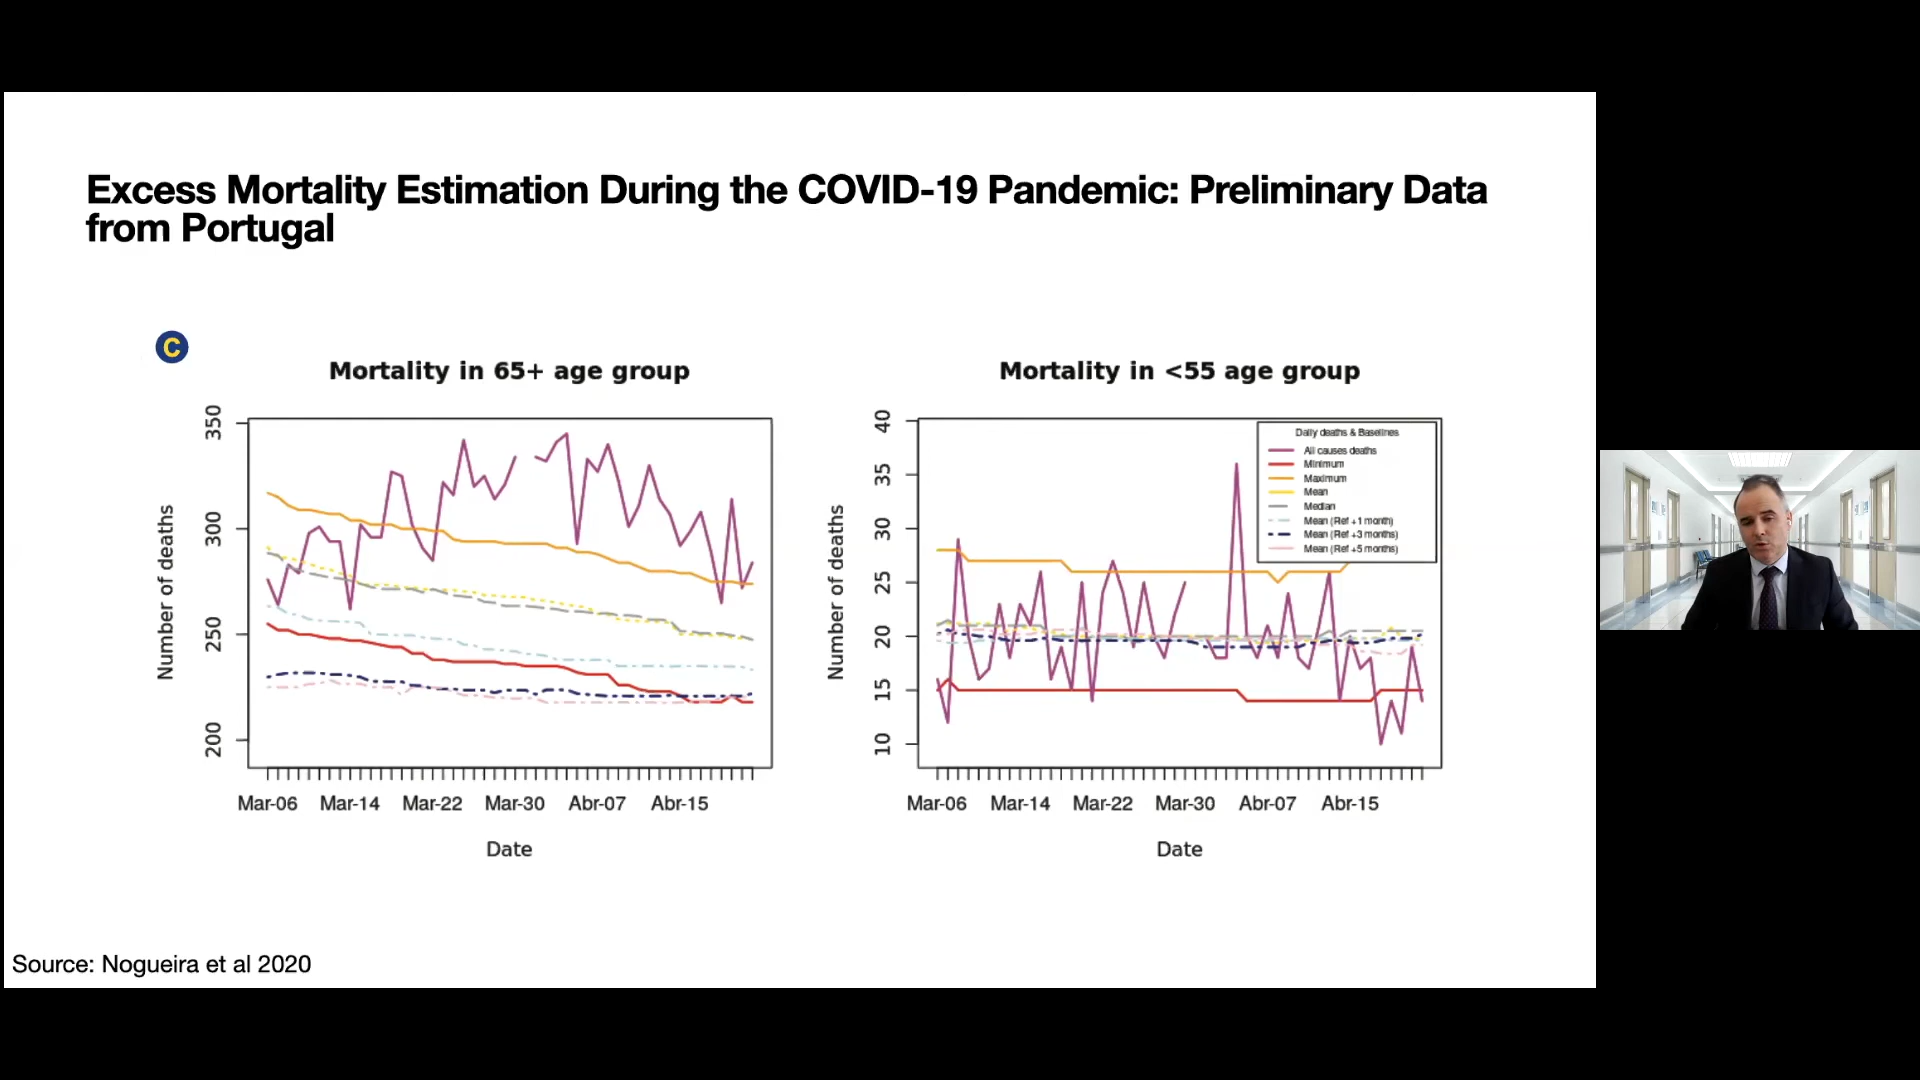 Excess Mortality Estimation During the COVID-19 Pandemic: Preliminary Data
from Portugal
C
Mortality in 65+ age group
Number of deaths
350
300
250
200
Mar-06 Mar-14 Mar-22 Mar-30 Abr-07 Abr-15
Date
Mortality in <55 age group
Number of deaths
40
35
30
25
20
15
10
Daily deaths & Baselines
All causes deaths
Minimum
Maximum
Mean
Median
Mean (Ref +1 month)
Mean (Ref +3 months)
Mean (Ref +5 months)
Mar-06 Mar-14 Mar-22 Mar-30 Abr-07 Abr-15
Date
Source: Nogueira et al 2020